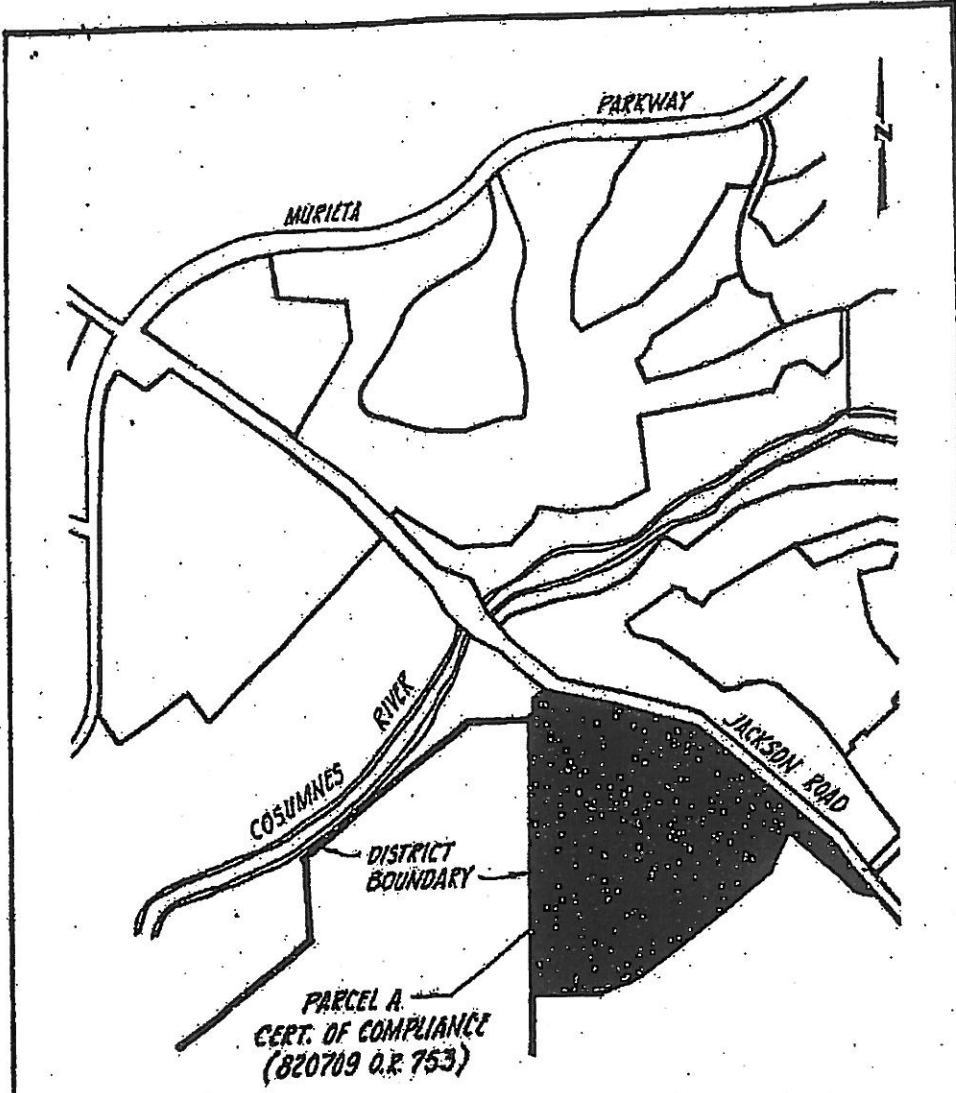 PARKWAY
N
MURIETA
COSUMNES RIVER
JACKSON ROAD
DISTRICT
BOUNDARY
PARCEL A
CERT. OF COMPLIANCE
(820709 O.R. 753)